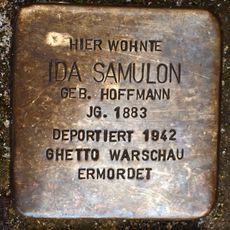 HIER WOHNTE
IDA SAMULON
GEB. HOFFMANN
JG. 1883
DEPORTIERT 1942
GHETTO WARSCHAU
ERMORDET